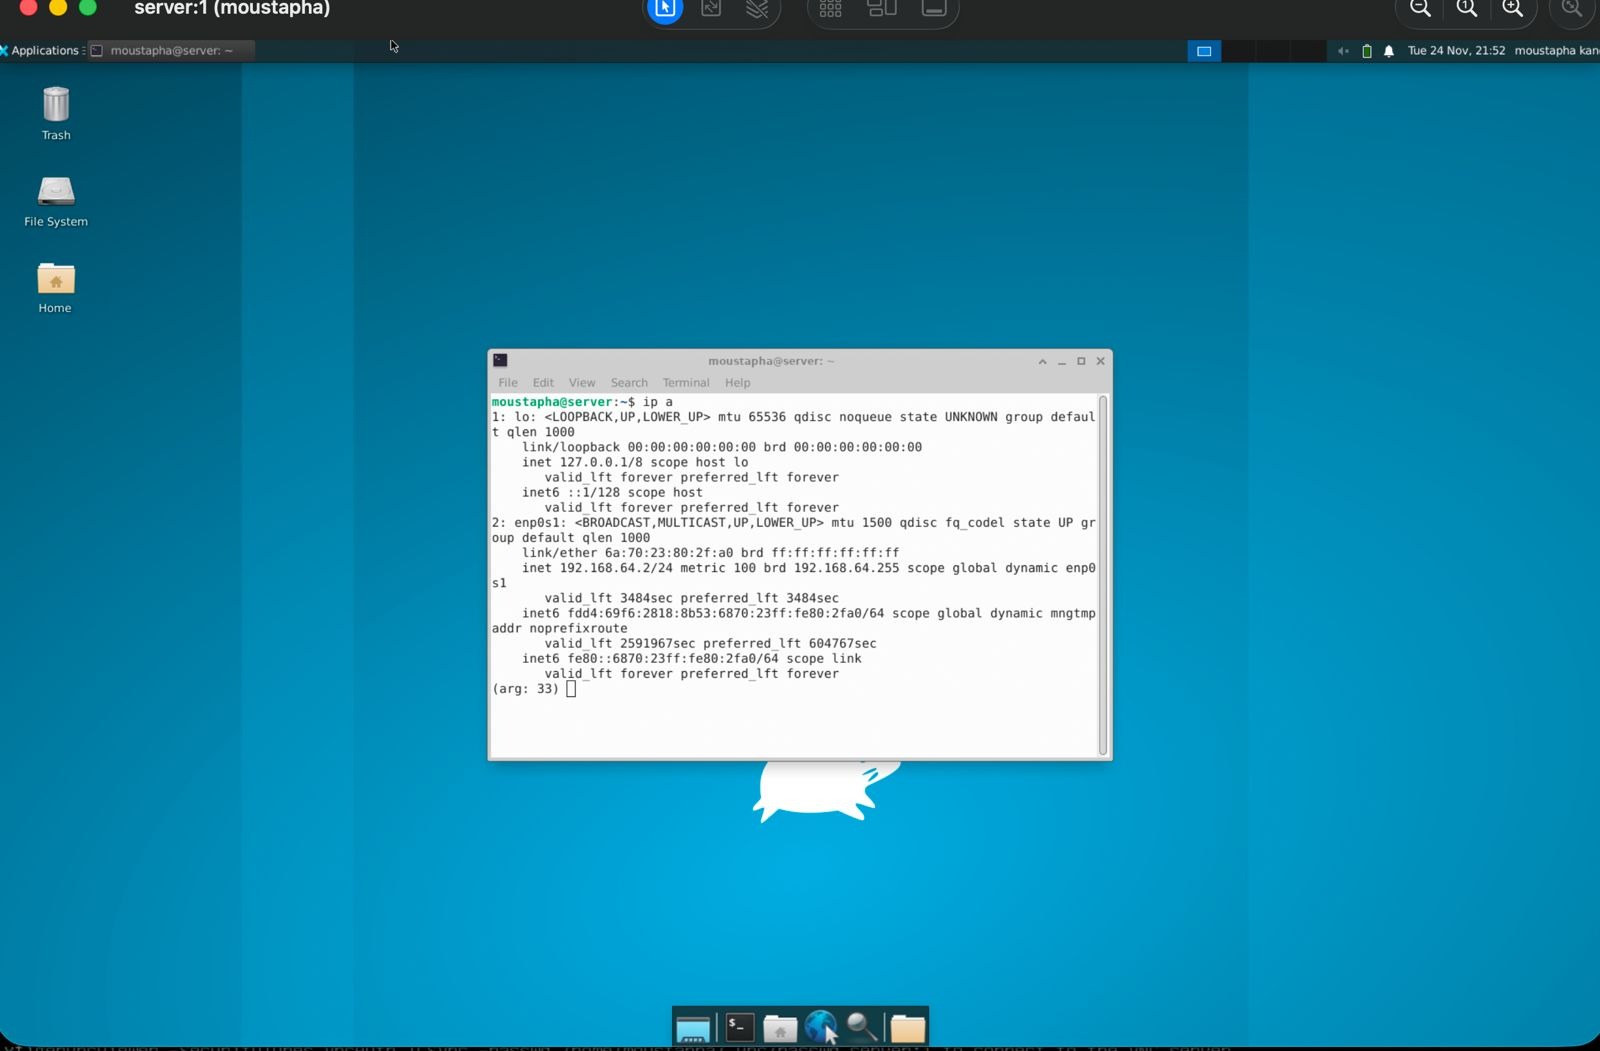 server:1 (moustapha)
Applications moustapha@server: ~ Tue 24 Nov, 21:52 moustapha kan
Trash
File System
Home
moustapha@server: ~
File Edit View Search Terminal Help
moustapha@server:~$ ip a
1: lo: <LOOPBACK,UP,LOWER_UP> mtu 65536 qdisc noqueue state UNKNOWN group defaul
t qlen 1000
link/loopback 00:00:00:00:00:00 brd 00:00:00:00:00:00
inet 127.0.0.1/8 scope host lo
valid_lft forever preferred_lft forever
inet6 ::1/128 scope host
valid_lft forever preferred_lft forever
2: enp0s1: <BROADCAST,MULTICAST,UP,LOWER_UP> mtu 1500 qdisc fq_codel state UP gr
oup default qlen 1000
link/ether 6a:70:23:80:2f:a0 brd ff:ff:ff:ff:ff:ff
inet 192.168.64.2/24 metric 100 brd 192.168.64.255 scope global dynamic enp0
s1
valid_lft 3484sec preferred_lft 3484sec
inet6 fdd4:69f6:2818:8b53:6870:23ff:fe80:2fa0/64 scope global dynamic mngtmp
addr noprefixroute
valid_lft 2591967sec preferred_lft 604767sec
inet6 fe80::6870:23ff:fe80:2fa0/64 scope link
valid_lft forever preferred_lft forever
(arg: 33)